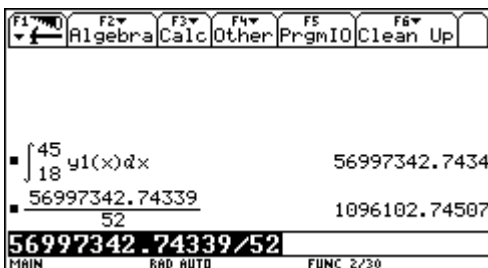 F1 F2 F3 F4 F5 F6
Algebra Calc Other PrgmIO Clean Up
∫ 45 18 y1(x)dx 56997342.7434
56997342.74339
52
1096102.74507
56997342.74339/52
MAIN RAD AUTO FUNC 2/30